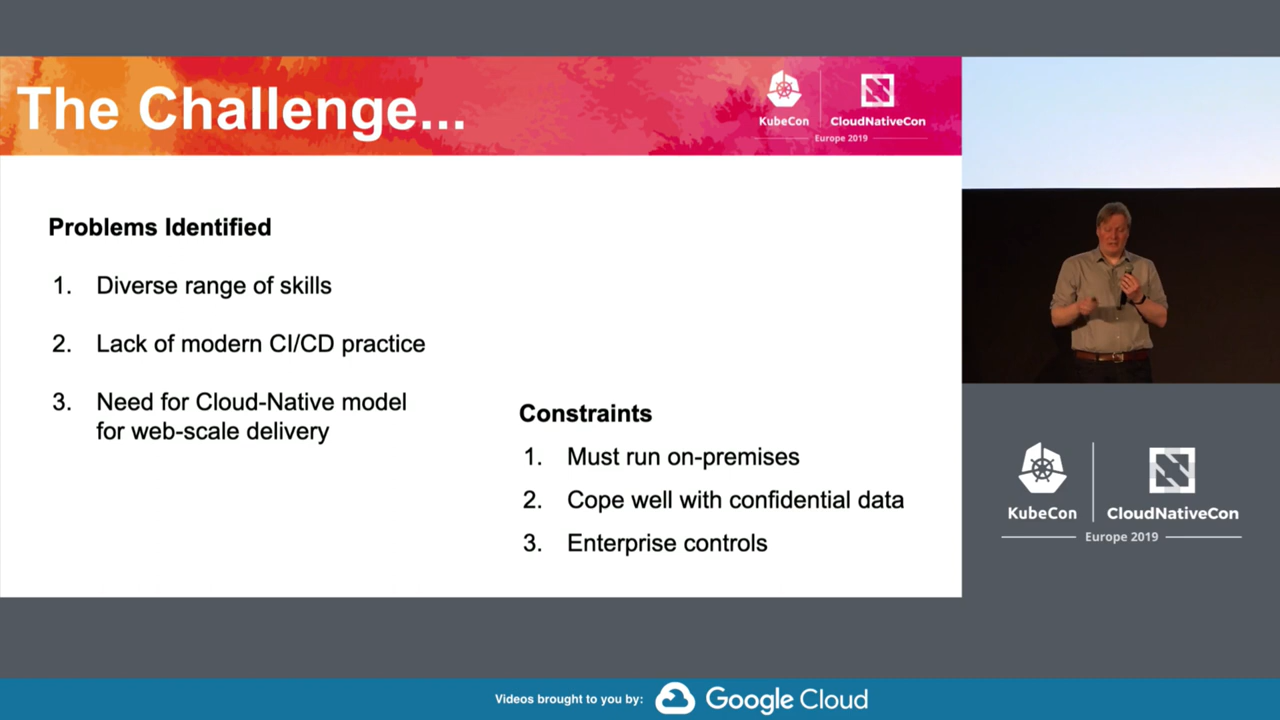 The Challenge...
KubeCon
CloudNativeCon
Europe 2019
Problems Identified
1. Diverse range of skills
2. Lack of modern CI/CD practice
3. Need for Cloud-Native model
for web-scale delivery
Constraints
1. Must run on-premises
2. Cope well with confidential data
3. Enterprise controls
KubeCon
CloudNativeCon
Europe 2019
Videos brought to you by: Google Cloud